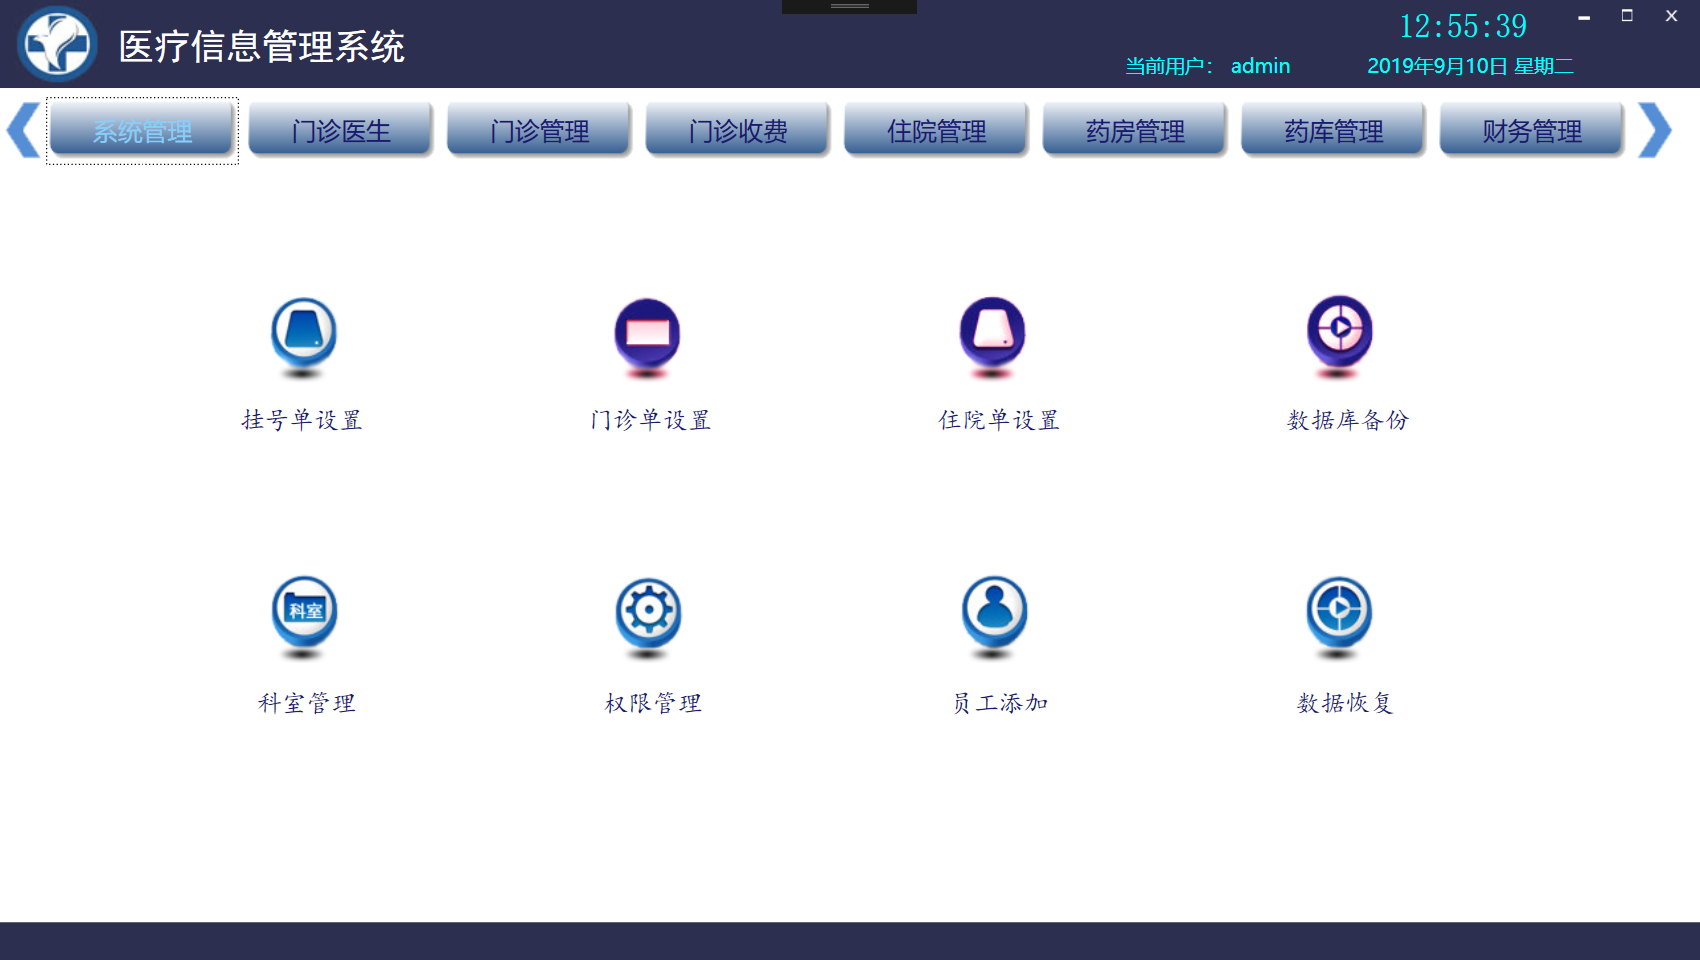 医疗信息管理系统
12:55:39
当前用户： admin
2019年9月10日 星期二
系统管理 门诊医生 门诊管理 门诊收费 住院管理 药房管理 药库管理 财务管理
挂号单设置 门诊单设置 住院单设置 数据库备份
科室
科室管理 权限管理 员工添加 数据恢复